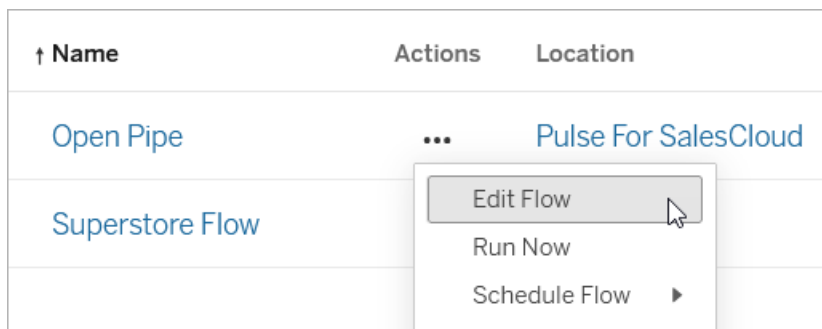 ↑ Name Actions Location
Open Pipe ••• Pulse For SalesCloud
Edit Flow
Superstore Flow
Run Now
Schedule Flow